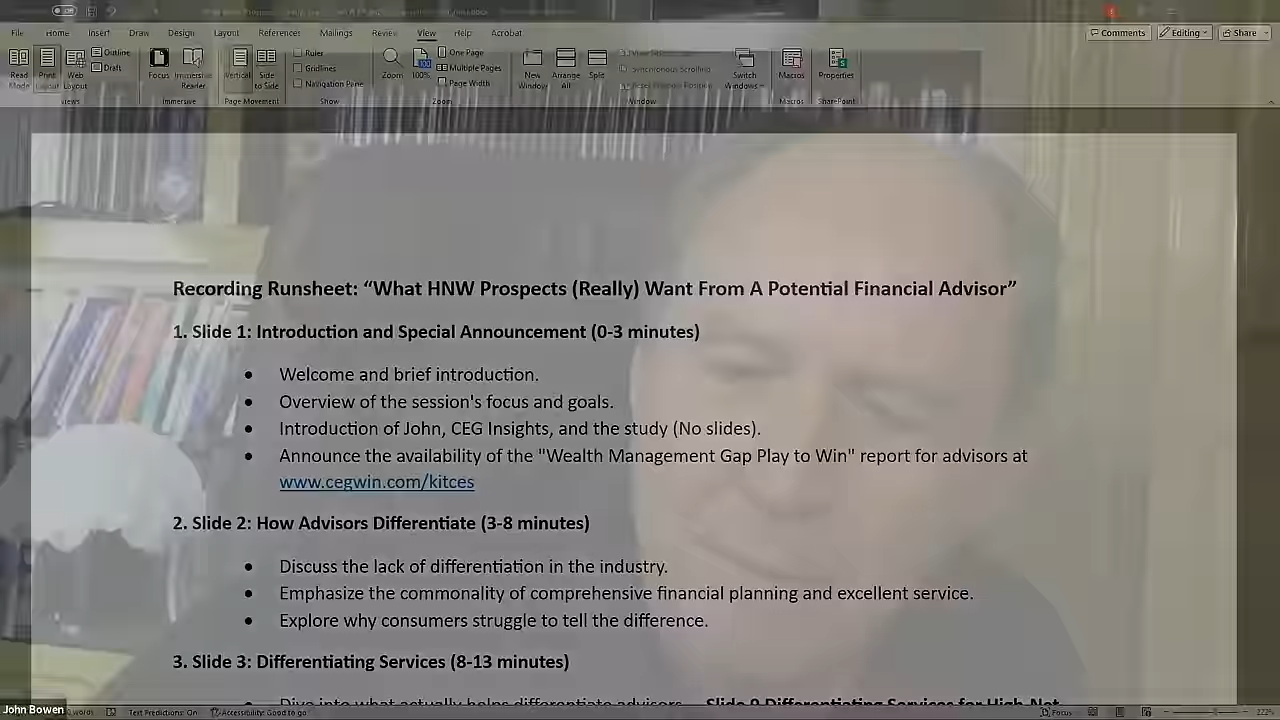 File Home Insert Draw Design Layout References Mailings Review View Help Acrobat Comments Editing Share
Read Mode Print Layout Web Layout Outline Draft Focus Immersive Reader Vertical Side to Side Ruler Gridlines Navigation Pane Zoom 100% One Page Multiple Pages Page Width New Window Arrange All Split Synchronous Scrolling Reset Window Position Switch Windows Macros Properties
Views Immersive Page Movement Show Zoom Window Macros SharePoint
Recording Runsheet: “What HNW Prospects (Really) Want From A Potential Financial Advisor”
1. Slide 1: Introduction and Special Announcement (0-3 minutes)
• Welcome and brief introduction.
• Overview of the session's focus and goals.
• Introduction of John, CEG Insights, and the study (No slides).
• Announce the availability of the "Wealth Management Gap Play to Win" report for advisors at
www.cegwin.com/kitces
2. Slide 2: How Advisors Differentiate (3-8 minutes)
• Discuss the lack of differentiation in the industry.
• Emphasize the commonality of comprehensive financial planning and excellent service.
• Explore why consumers struggle to tell the difference.
3. Slide 3: Differentiating Services (8-13 minutes)
• Dive into what actually helps differentiate advisors. Slide 9 Differentiating Services for High-Net
John Bowen words Text Predictions: On Accessibility: Good to go Focus